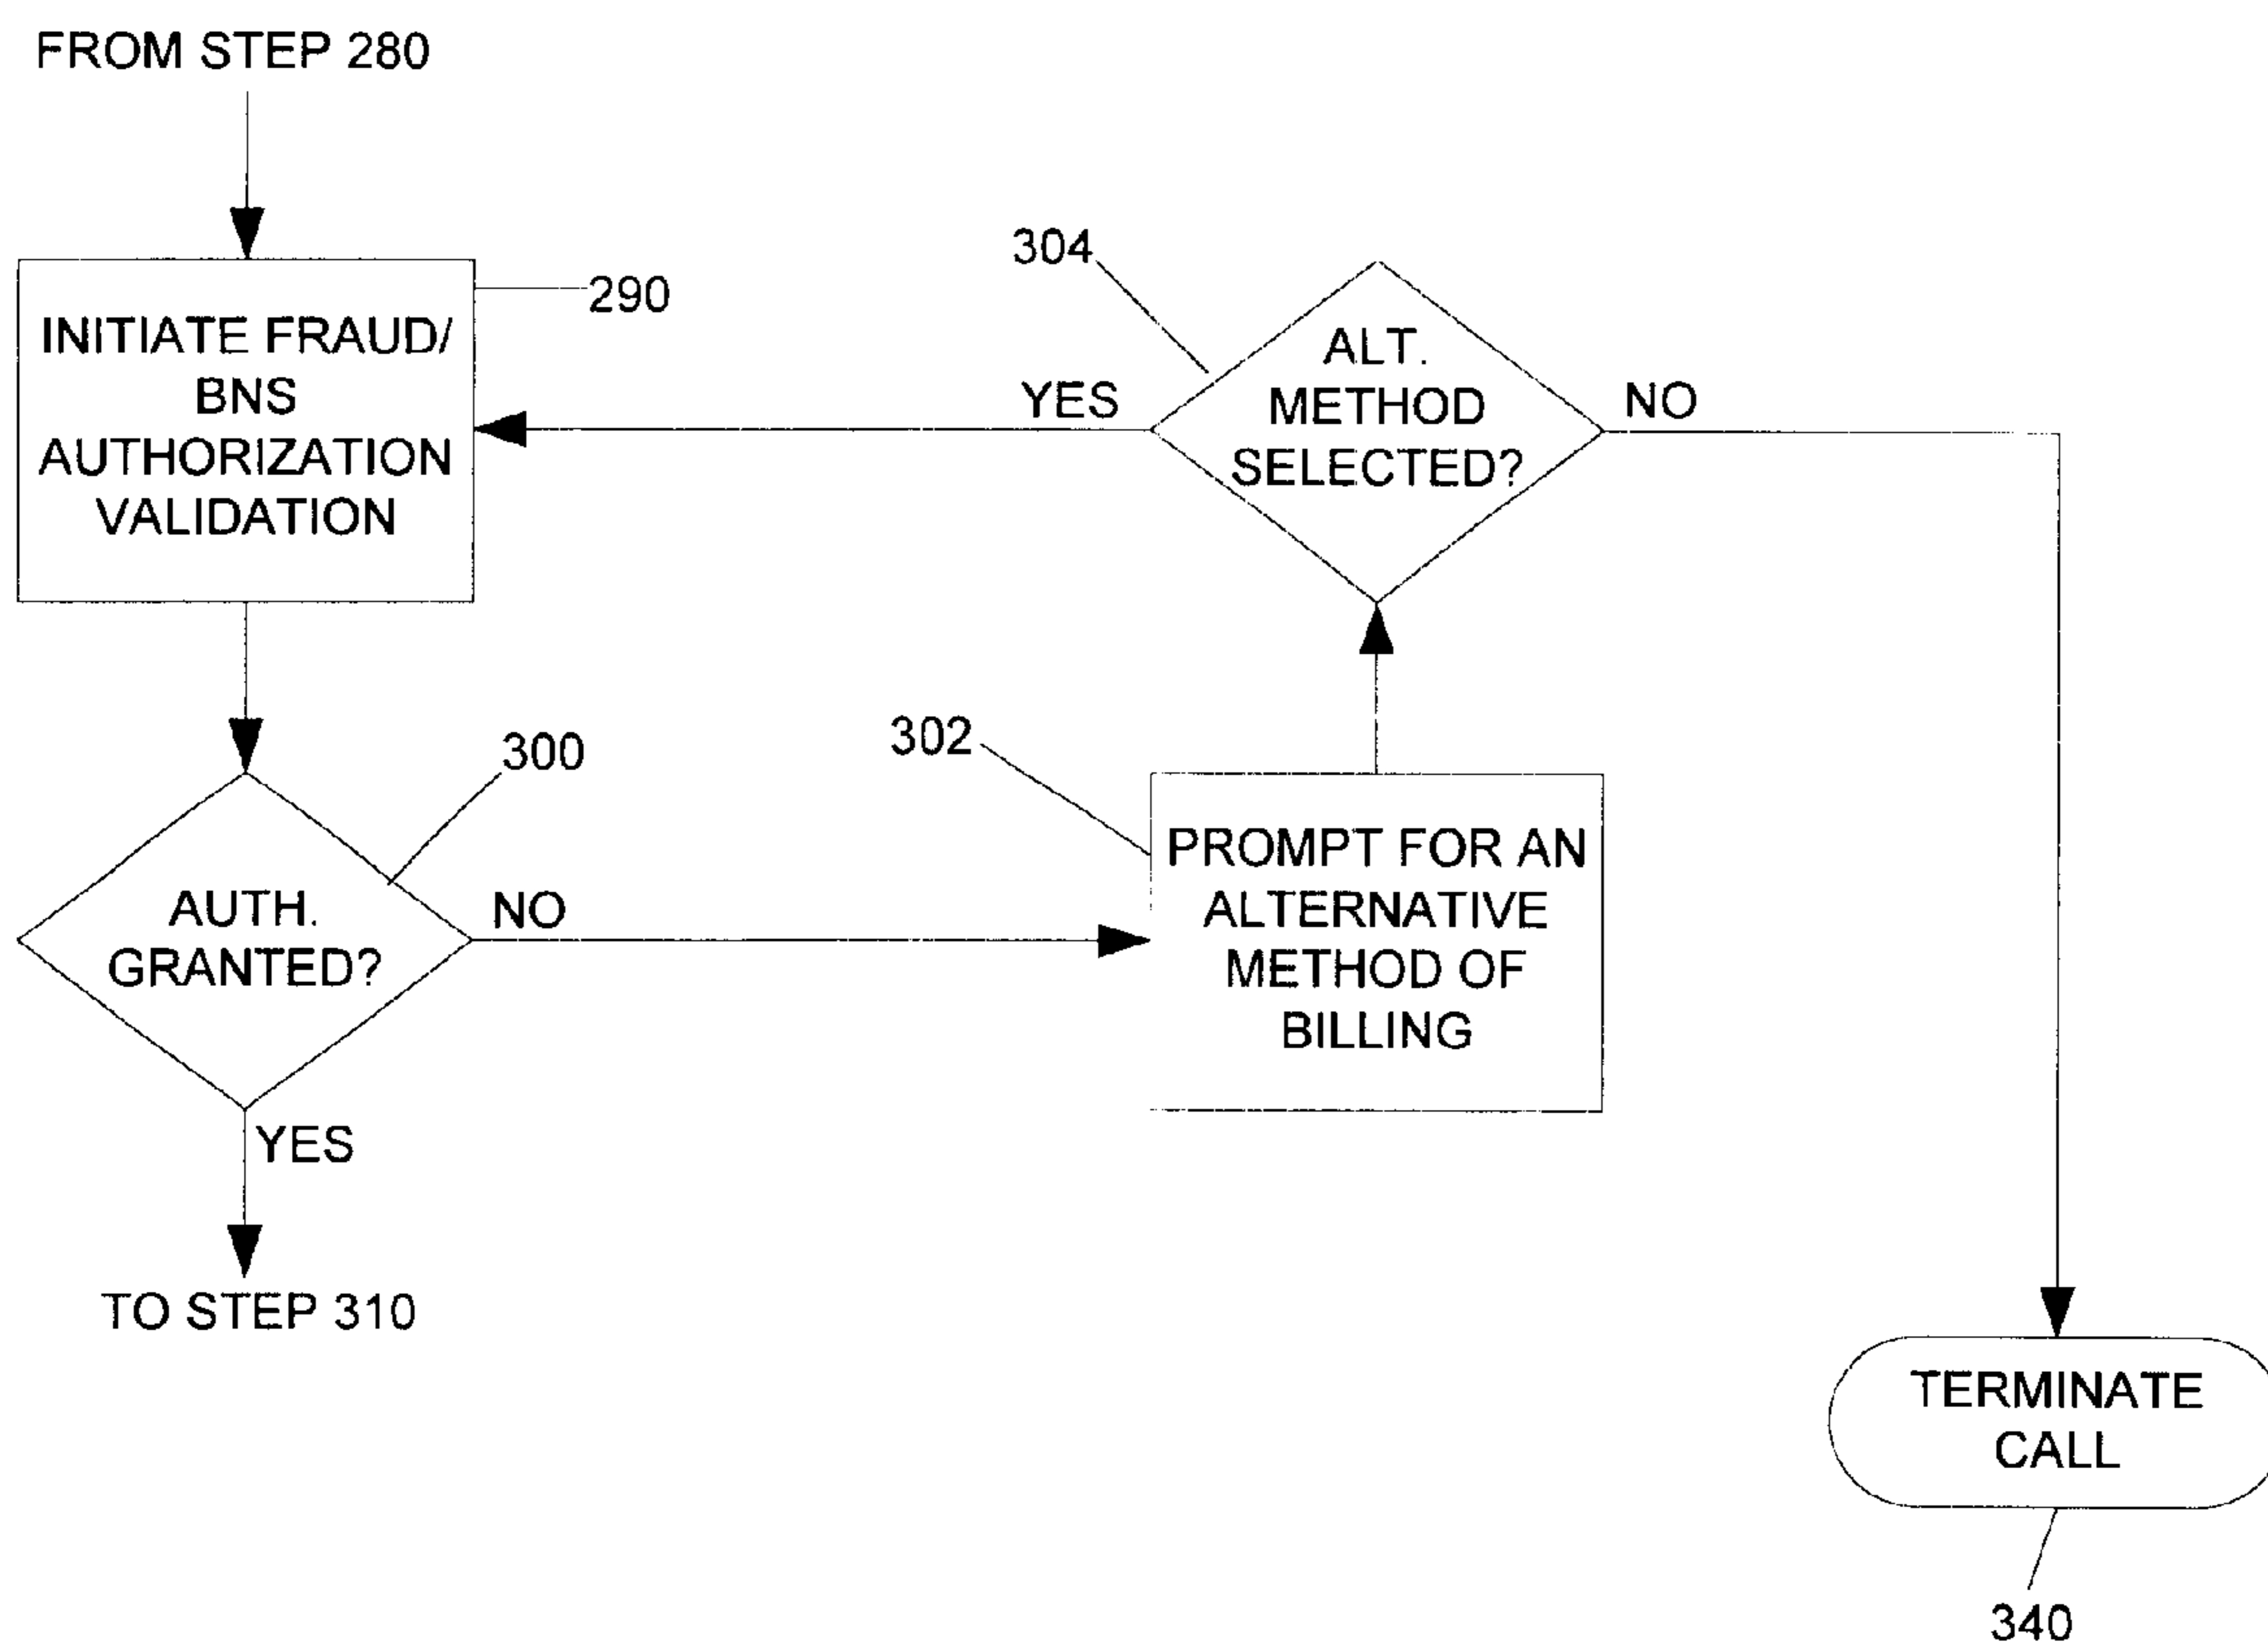 FROM STEP 280
290
INITIATE FRAUD/
BNS
AUTHORIZATION
VALIDATION
304
ALT.
METHOD
SELECTED?
YES
NO
300
AUTH.
GRANTED?
NO
YES
302
PROMPT FOR AN
ALTERNATIVE
METHOD OF
BILLING
TO STEP 310
TERMINATE
CALL
340